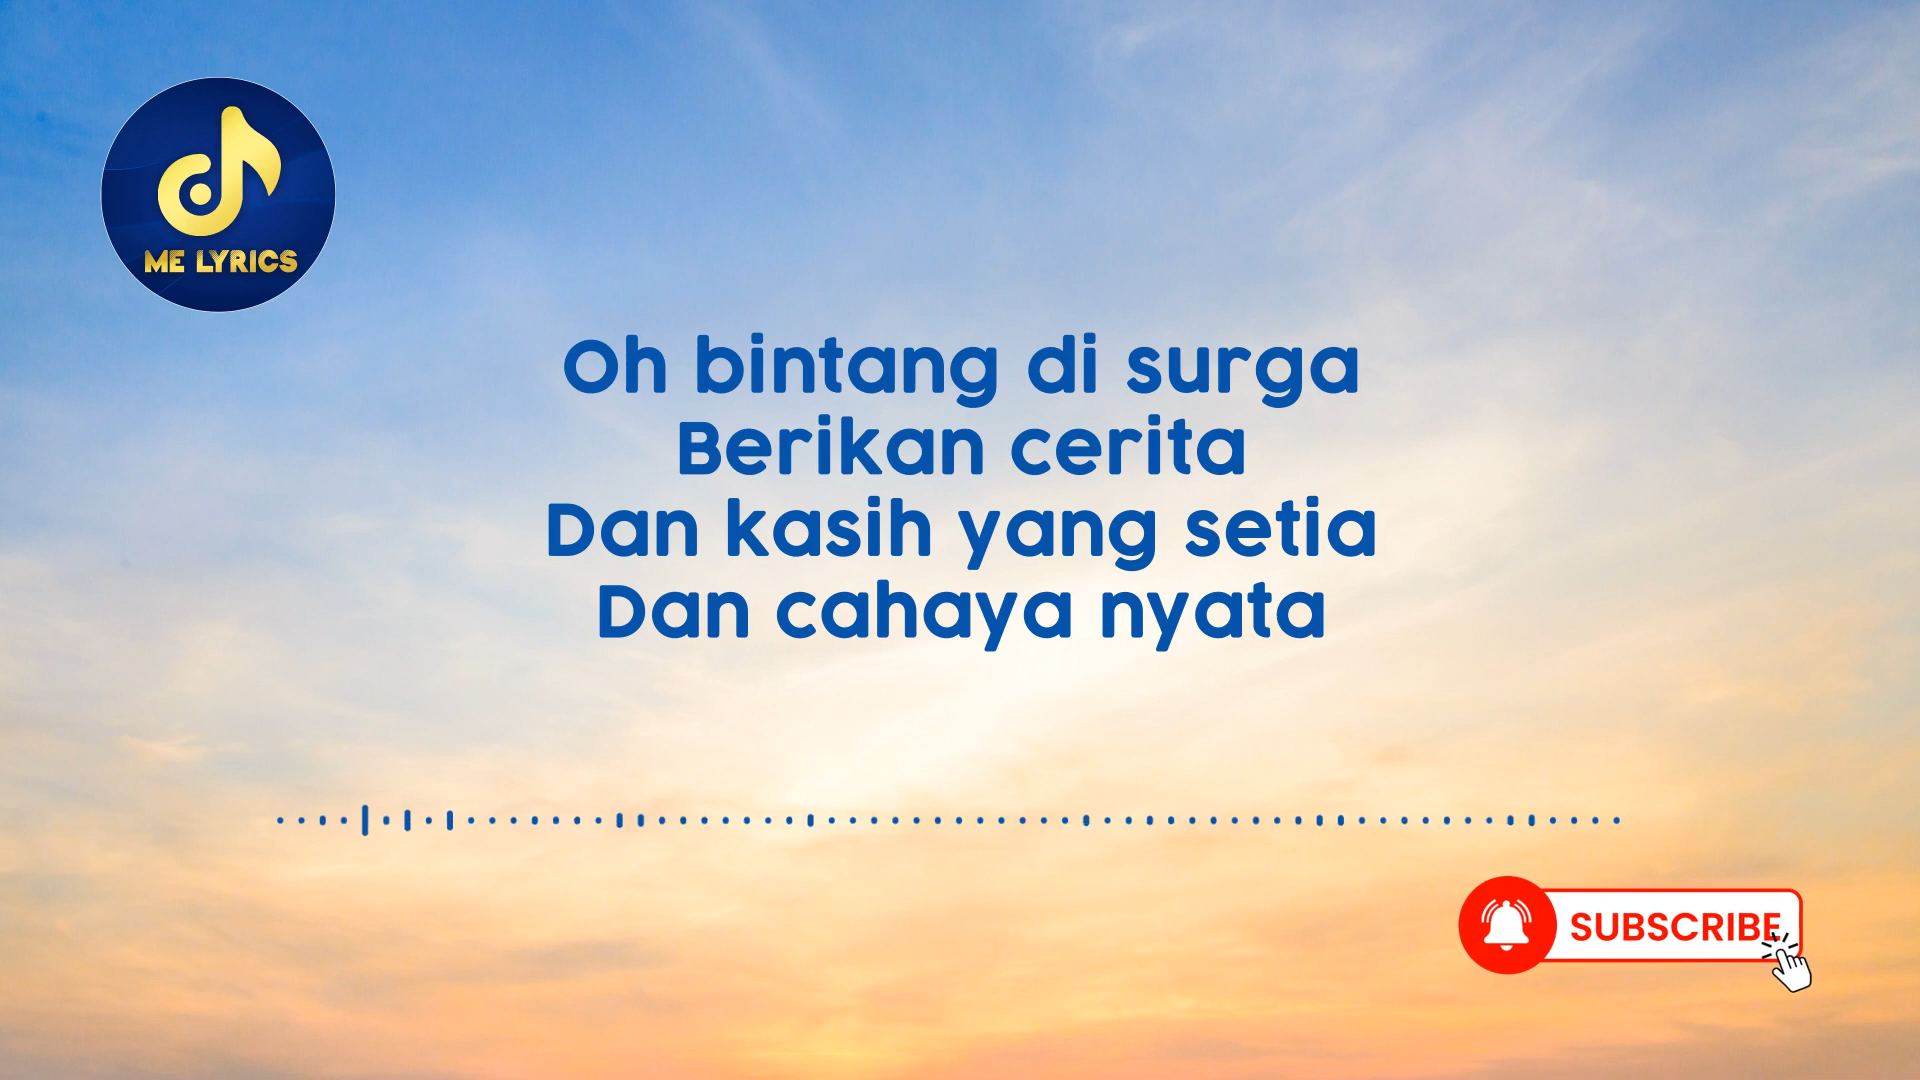 ME LYRICS
Oh bintang di surga
Berikan cerita
Dan kasih yang setia
Dan cahaya nyata
SUBSCRIBE